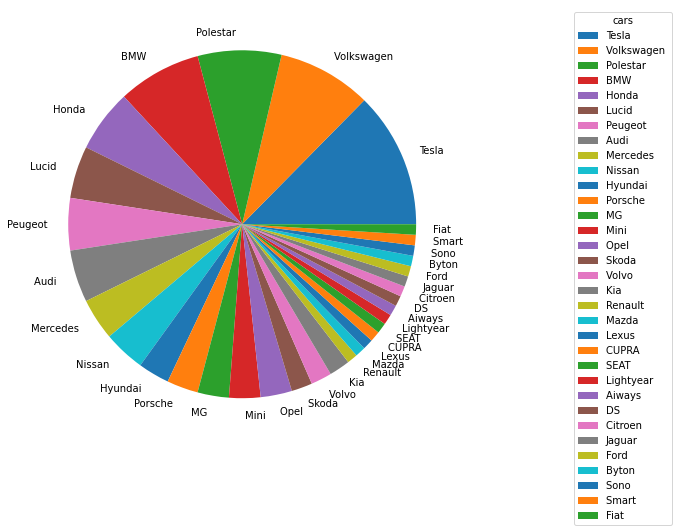 Polestar
BMW
Volkswagen
Honda
Tesla
Lucid
Peugeot
Audi
Mercedes
Nissan
Hyundai
Porsche
MG
Mini
Opel
Skoda
Volvo
Kia
Renault
Mazda
Lexus
CUPRA
SEAT
Lightyear
Aiways
DS
Citroen
Jaguar
Ford
Byton
Sono
Smart
Fiat
cars
Tesla
Volkswagen
Polestar
BMW
Honda
Lucid
Peugeot
Audi
Mercedes
Nissan
Hyundai
Porsche
MG
Mini
Opel
Skoda
Volvo
Kia
Renault
Mazda
Lexus
CUPRA
SEAT
Lightyear
Aiways
DS
Citroen
Jaguar
Ford
Byton
Sono
Smart
Fiat